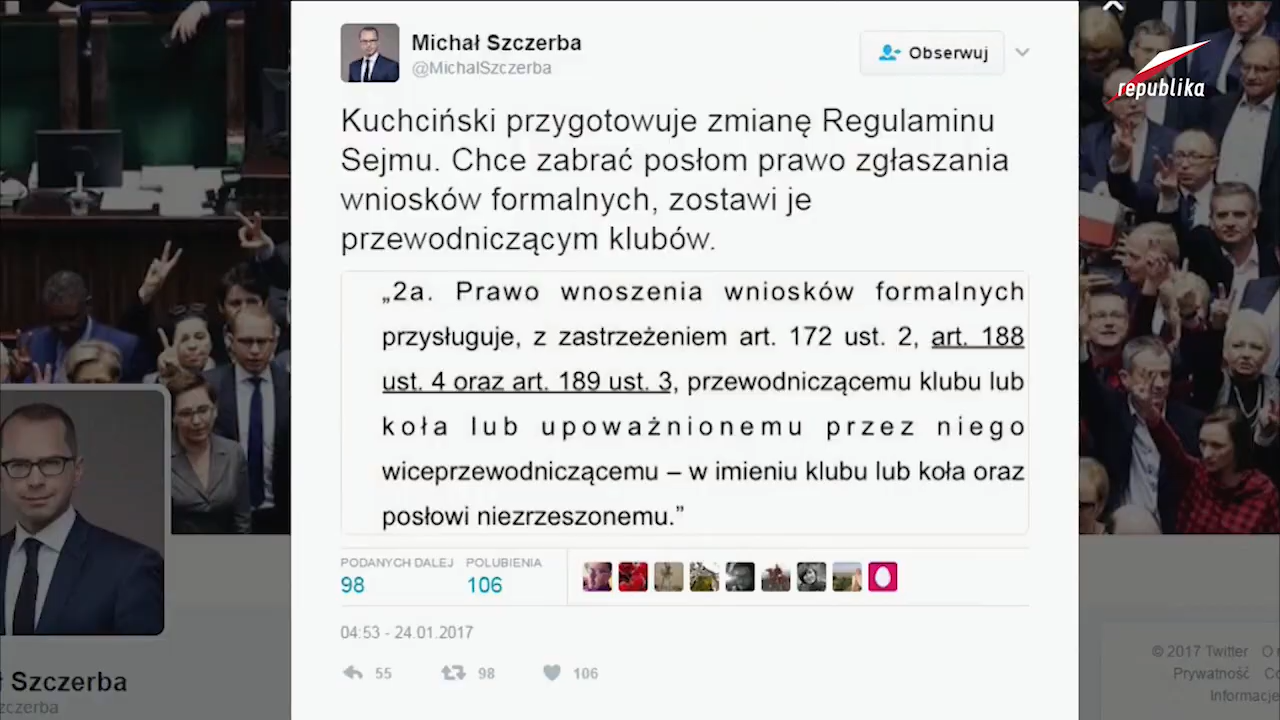 Michał Szczerba
@MichalSzczerba
Obserwuj
republika
Kuchciński przygotowuje zmianę Regulaminu
Sejmu. Chce zabrać posłom prawo zgłaszania
wniosków formalnych, zostawi je
przewodniczącym klubów.
„2a. Prawo wnoszenia wniosków formalnych
przysługuje, z zastrzeżeniem art. 172 ust. 2, art. 188
ust. 4 oraz art. 189 ust. 3, przewodniczącemu klubu lub
koła lub upoważnionemu przez niego
wiceprzewodniczącemu – w imieniu klubu lub koła oraz
posłowi niezrzeszonemu.”
PODANYCH DALEJ POLUBIENIA
98 106
04:53 - 24.01.2017
55 98 106
ł Szczerba
zczerba
© 2017 Twitter O
Prywatność
Informacje